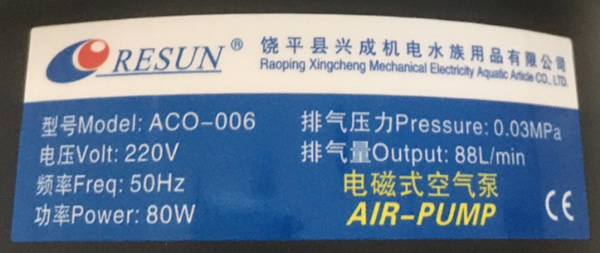 RESUN®
饶平县兴成机电水族用品有限公司
Raoping Xingcheng Mechanical Electricity Aquatic Article CO., LTD.
型号Model: ACO-006
电压Volt: 220V
频率Freq: 50Hz
功率Power: 80W
排气压力Pressure: 0.03MPa
排气量Output: 88L/min
电磁式空气泵
AIR-PUMP
CE